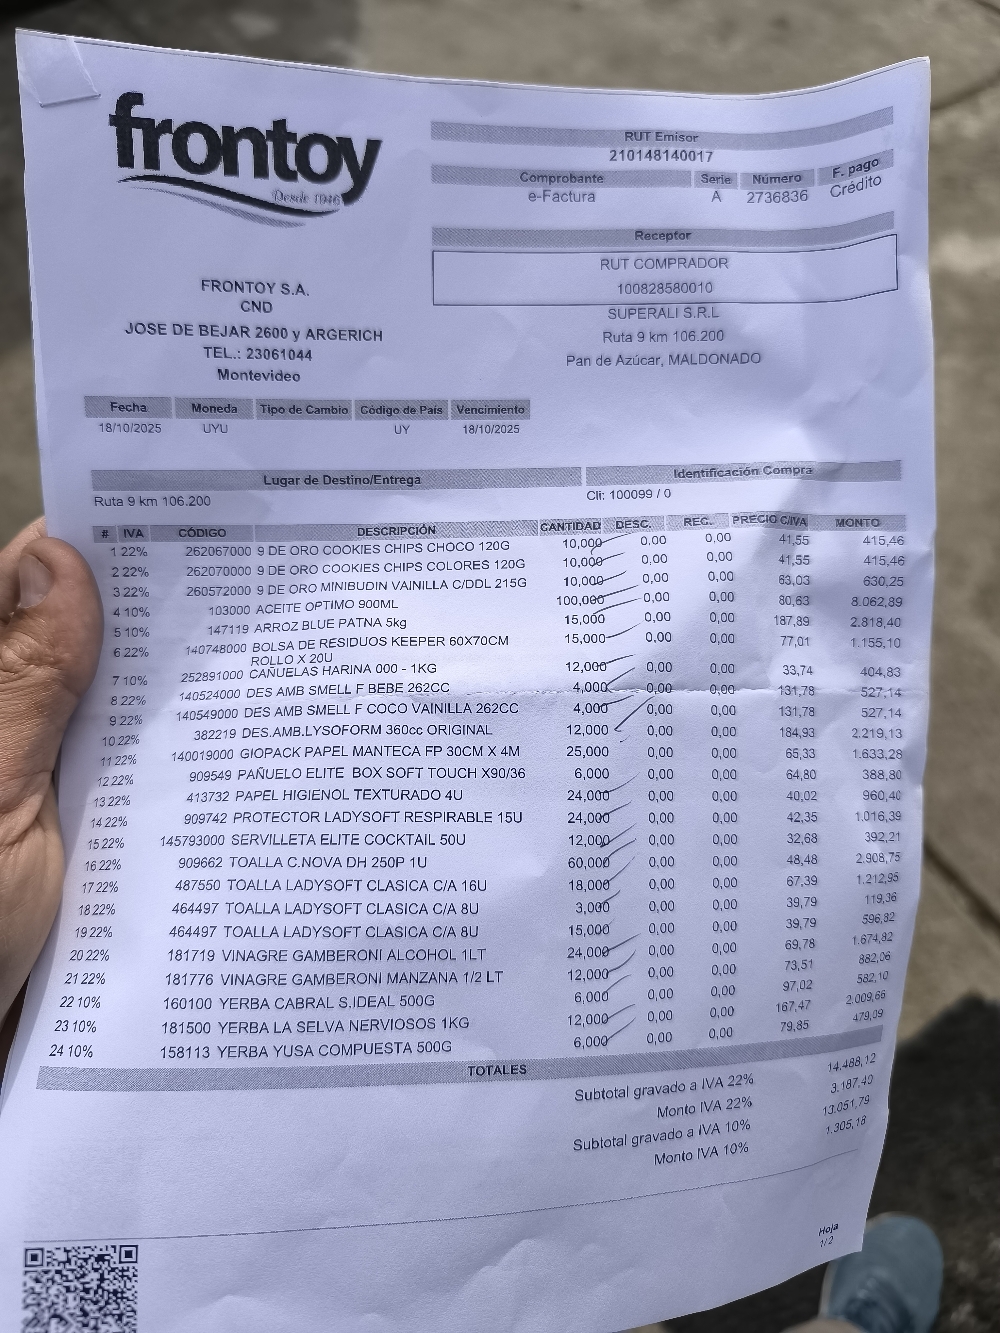 frontoy
Desde 1946
RUT Emisor
210148140017
Comprobante Serie Número F. pago
e-Factura A 2736836 Crédito
Receptor
RUT COMPRADOR
100828580010
SUPERALI S.R.L
Ruta 9 km 106.200
Pan de Azúcar, MALDONADO
FRONTOY S.A.
CND
JOSE DE BEJAR 2600 y ARGERICH
TEL.: 23061044
Montevideo
Fecha Moneda Tipo de Cambio Código de País Vencimiento
18/10/2025 UYU UY 18/10/2025
Lugar de Destino/Entrega Identificación Compra
Ruta 9 km 106.200 Cli: 100099 / 0
# IVA CÓDIGO DESCRIPCIÓN CANTIDAD DESC. REC. PRECIO C/IVA MONTO
1 22% 262067000 9 DE ORO COOKIES CHIPS CHOCO 120G 10,000 0,00 0,00 41,55 415,46
2 22% 262070000 9 DE ORO COOKIES CHIPS COLORES 120G 10,000 0,00 0,00 41,55 415,46
3 22% 260572000 9 DE ORO MINIBUDIN VAINILLA C/DDL 215G 10,000 0,00 0,00 63,03 630,25
4 10% 103000 ACEITE OPTIMO 900ML 100,000 0,00 0,00 80,63 8.062,89
5 10% 147119 ARROZ BLUE PATNA 5kg 15,000 0,00 0,00 187,89 2.818,40
6 22% 140748000 BOLSA DE RESIDUOS KEEPER 60X70CM 15,000 0,00 0,00 77,01 1.155,10
ROLLO X 20U
7 10% 252891000 CAÑUELAS HARINA 000 - 1KG 12,000 0,00 0,00 33,74 404,83
8 22% 140524000 DES AMB SMELL F BEBE 262CC 4,000 0,00 0,00 131,78 527,14
9 22% 140549000 DES AMB SMELL F COCO VAINILLA 262CC 4,000 0,00 0,00 131,78 527,14
10 22% 382219 DES.AMB.LYSOFORM 360cc ORIGINAL 12,000 0,00 0,00 184,93 2.219,13
11 22% 140019000 GIOPACK PAPEL MANTECA FP 30CM X 4M 25,000 0,00 0,00 65,33 1.633,28
12 22% 909549 PAÑUELO ELITE BOX SOFT TOUCH X90/36 6,000 0,00 0,00 64,80 388,80
13 22% 413732 PAPEL HIGIENOL TEXTURADO 4U 24,000 0,00 0,00 40,02 960,40
14 22% 909742 PROTECTOR LADYSOFT RESPIRABLE 15U 24,000 0,00 0,00 42,35 1.016,39
15 22% 145793000 SERVILLETA ELITE COCKTAIL 50U 12,000 0,00 0,00 32,68 392,21
16 22% 909662 TOALLA C.NOVA DH 250P 1U 60,000 0,00 0,00 48,48 2.908,75
17 22% 487550 TOALLA LADYSOFT CLASICA C/A 16U 18,000 0,00 0,00 67,39 1.212,95
18 22% 464497 TOALLA LADYSOFT CLASICA C/A 8U 3,000 0,00 0,00 39,79 119,36
19 22% 464497 TOALLA LADYSOFT CLASICA C/A 8U 15,000 0,00 0,00 39,79 596,82
20 22% 181719 VINAGRE GAMBERONI ALCOHOL 1LT 24,000 0,00 0,00 69,78 1.674,82
21 22% 181776 VINAGRE GAMBERONI MANZANA 1/2 LT 12,000 0,00 0,00 73,51 882,06
22 10% 160100 YERBA CABRAL S.IDEAL 500G 6,000 0,00 0,00 97,02 582,10
23 10% 181500 YERBA LA SELVA NERVIOSOS 1KG 12,000 0,00 0,00 167,47 2.009,66
24 10% 158113 YERBA YUSA COMPUESTA 500G 6,000 0,00 0,00 79,85 479,09
TOTALES
Subtotal gravado a IVA 22% 14.488,12
Monto IVA 22% 3.187,40
Subtotal gravado a IVA 10% 13.051,79
Monto IVA 10% 1.305,18
Hoja
1/2